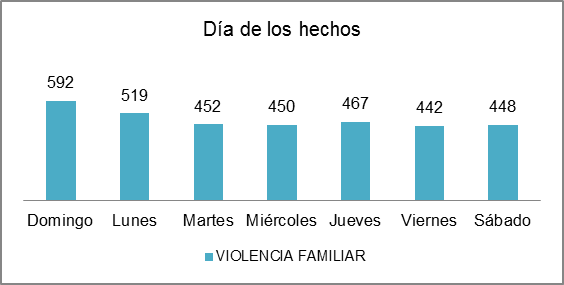 Día de los hechos
592
519
452
450
467
442
448
Domingo Lunes Martes Miércoles Jueves Viernes Sábado
VIOLENCIA FAMILIAR